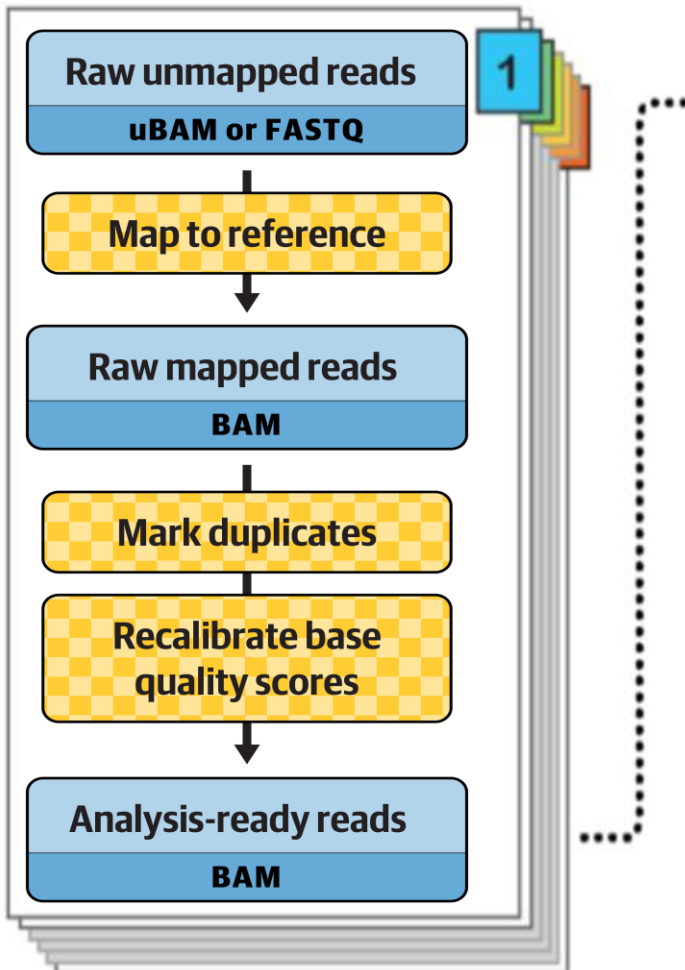 Raw unmapped reads
1
uBAM or FASTQ
Map to reference
Raw mapped reads
BAM
Mark duplicates
Recalibrate base
quality scores
Analysis-ready reads
BAM